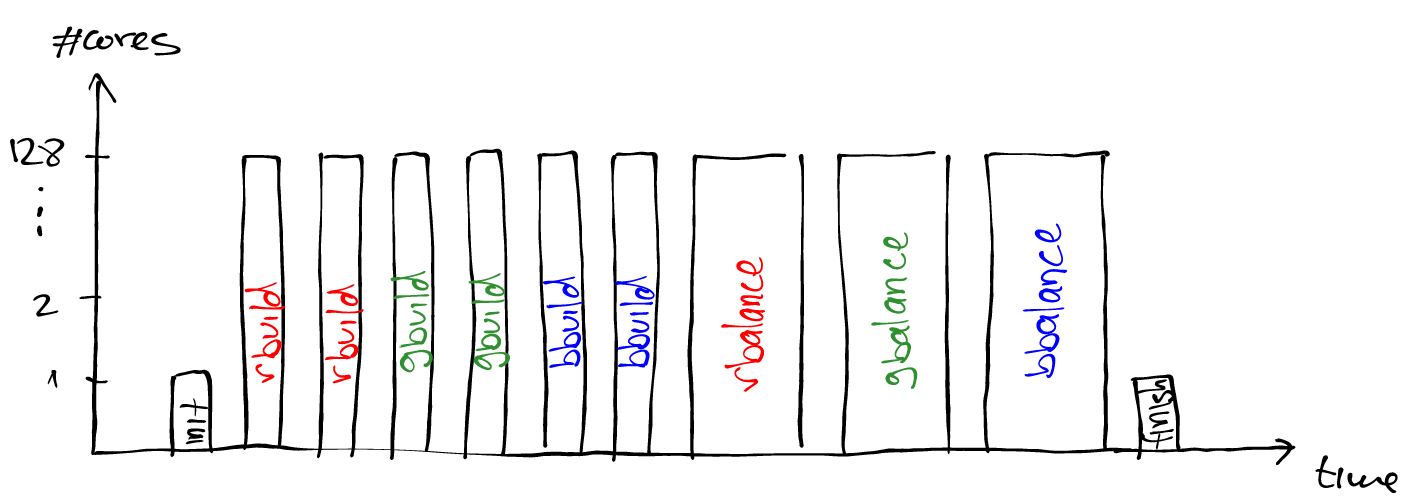 #cores
128
2
1
init
rbuild
rbuild
gbuild
gbuild
bbuild
bbuild
rbalance
gbalance
bbalance
finish
time